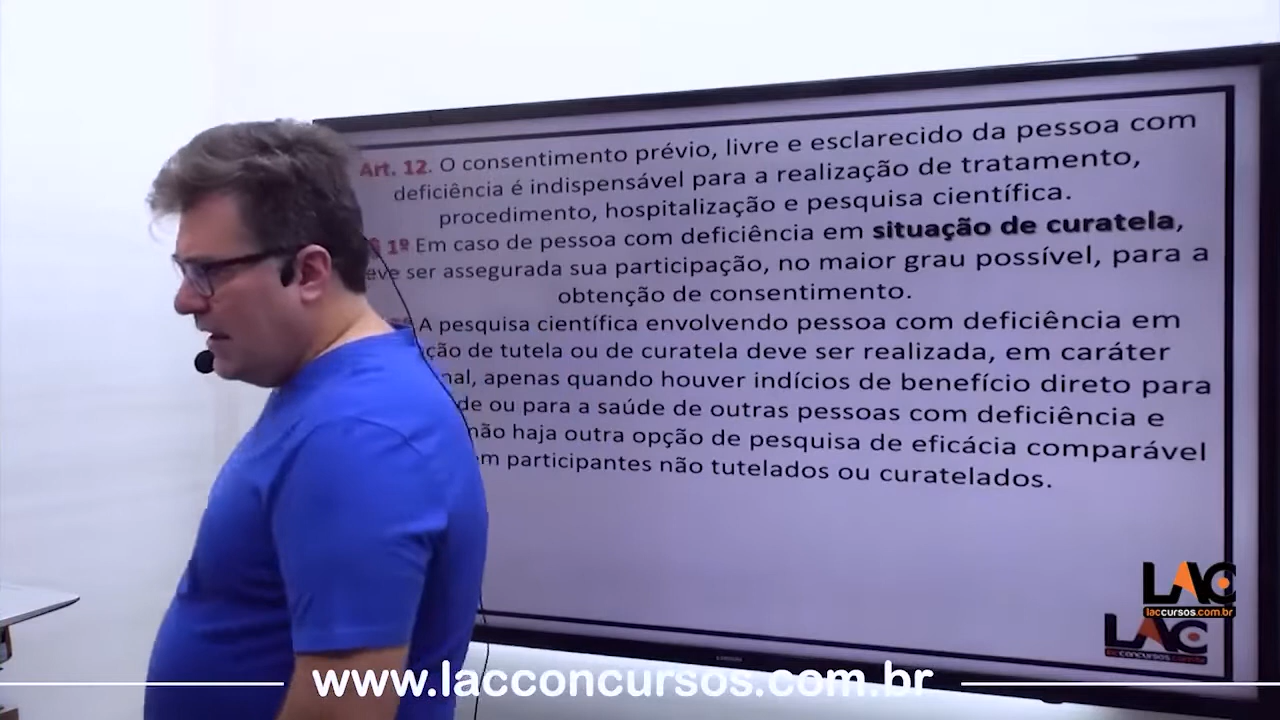 Art. 12. O consentimento prévio, livre e esclarecido da pessoa com
deficiência é indispensável para a realização de tratamento,
procedimento, hospitalização e pesquisa científica.
§ 1º Em caso de pessoa com deficiência em situação de curatela,
eve ser assegurada sua participação, no maior grau possível, para a
obtenção de consentimento.
A pesquisa científica envolvendo pessoa com deficiência em
ção de tutela ou de curatela deve ser realizada, em caráter
nal, apenas quando houver indícios de benefício direto para
de ou para a saúde de outras pessoas com deficiência e
não haja outra opção de pesquisa de eficácia comparável
m participantes não tutelados ou curatelados.
LAC
laccursos.com.br
LAC
www.lacconcursos.com.br